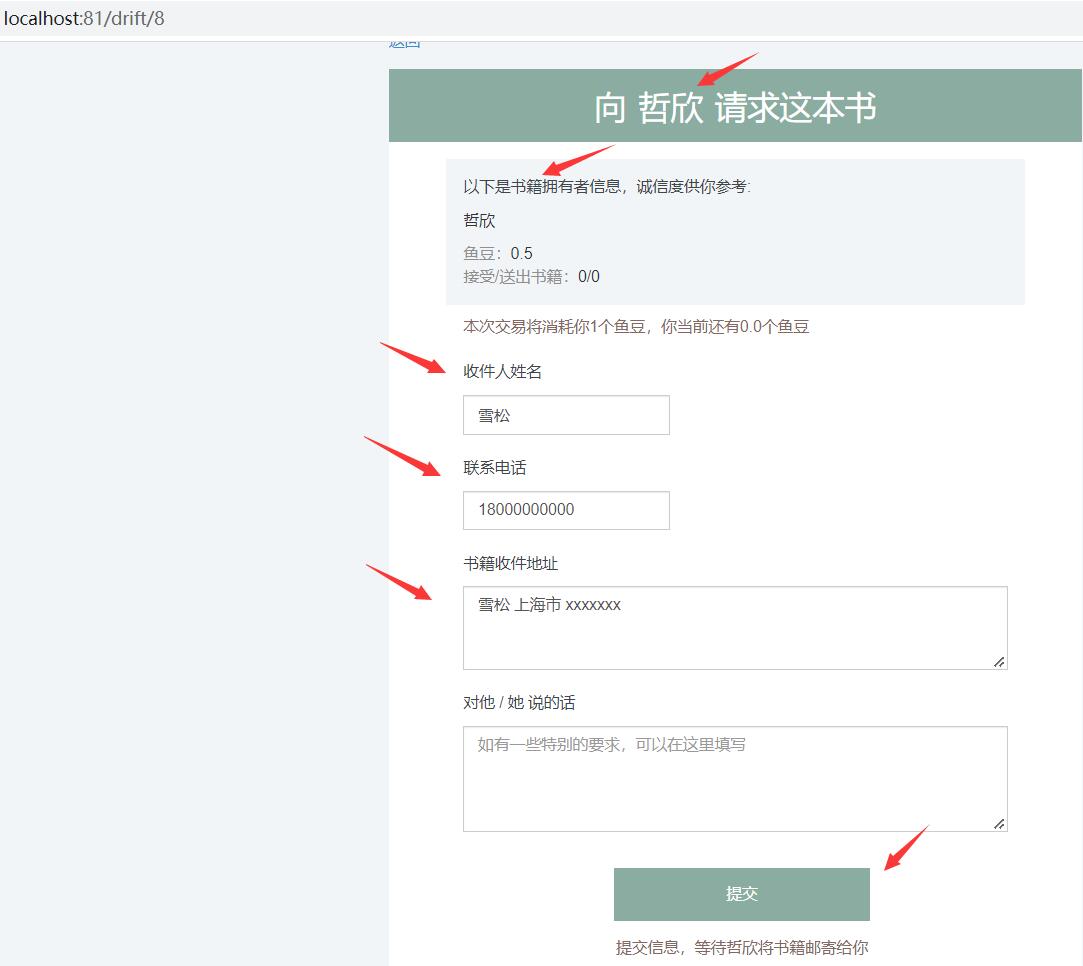 localhost:81/drift/8
返回
向 哲欣 请求这本书
以下是书籍拥有者信息，诚信度供你参考:
哲欣
鱼豆：0.5
接受/送出书籍：0/0
本次交易将消耗你1个鱼豆，你当前还有0.0个鱼豆
收件人姓名
雪松
联系电话
18000000000
书籍收件地址
雪松 上海市 xxxxxxx
对他 / 她 说的话
如有一些特别的要求，可以在这里填写
提交
提交信息，等待哲欣将书籍邮寄给你